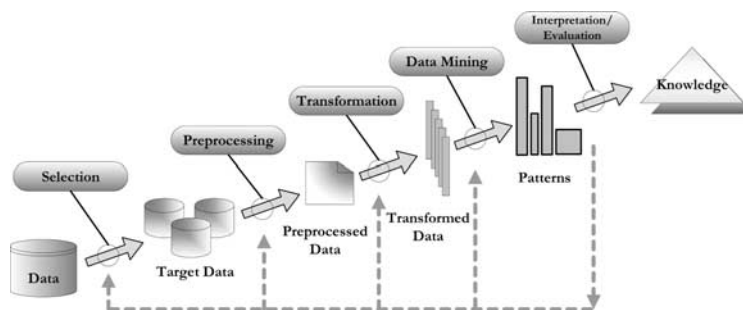 Interpretation/
Evaluation
Data Mining
Transformation
Preprocessing
Selection
Knowledge
Patterns
Transformed
Data
Preprocessed
Data
Target Data
Data